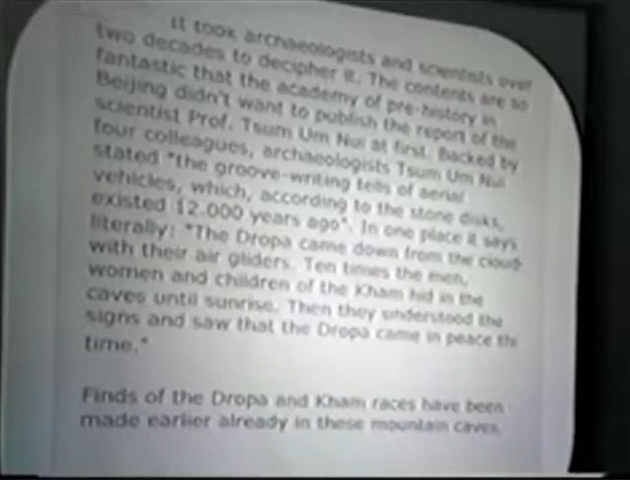 It took archaeologists and scientists over
two decades to decipher it. The contents are so
fantastic that the academy of pre-history in
Beijing didn't want to publish the report of the
scientist Prof. Tsum Um Nui at first. Backed by
four colleagues, archaeologists Tsum Um Nui
stated "the groove-writing tells of aerial
vehicles, which, according to the stone disks,
existed 12.000 years ago". In one place it says
literally: "The Dropa came down from the clouds
with their air gliders. Ten times the men,
women and children of the Kham hid in the
caves until sunrise. Then they understood the
signs and saw that the Dropa came in peace thi
time."
Finds of the Dropa and Kham races have been
made earlier already in these mountain caves.